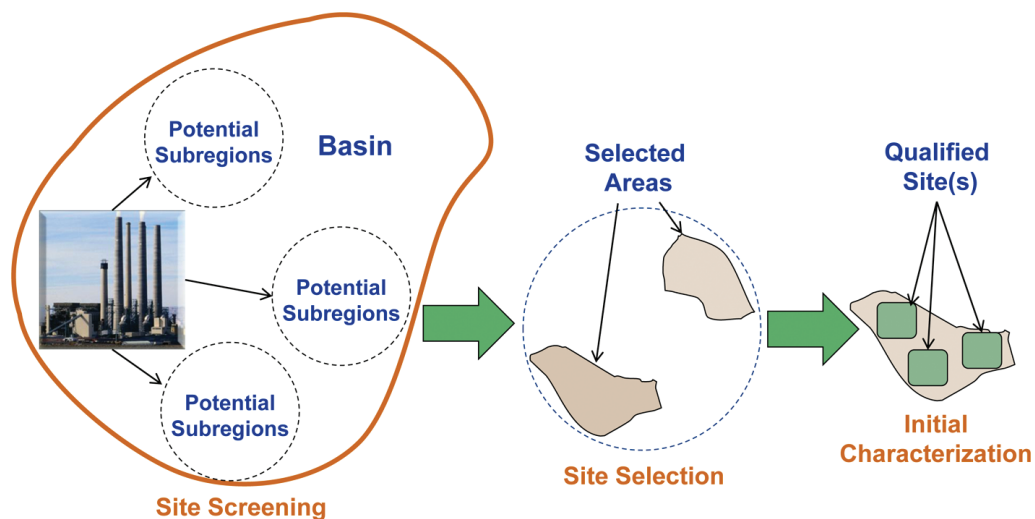 Potential
Subregions
Basin
Potential
Subregions
Potential
Subregions
Site Screening
Selected
Areas
Site Selection
Qualified
Site(s)
Initial
Characterization